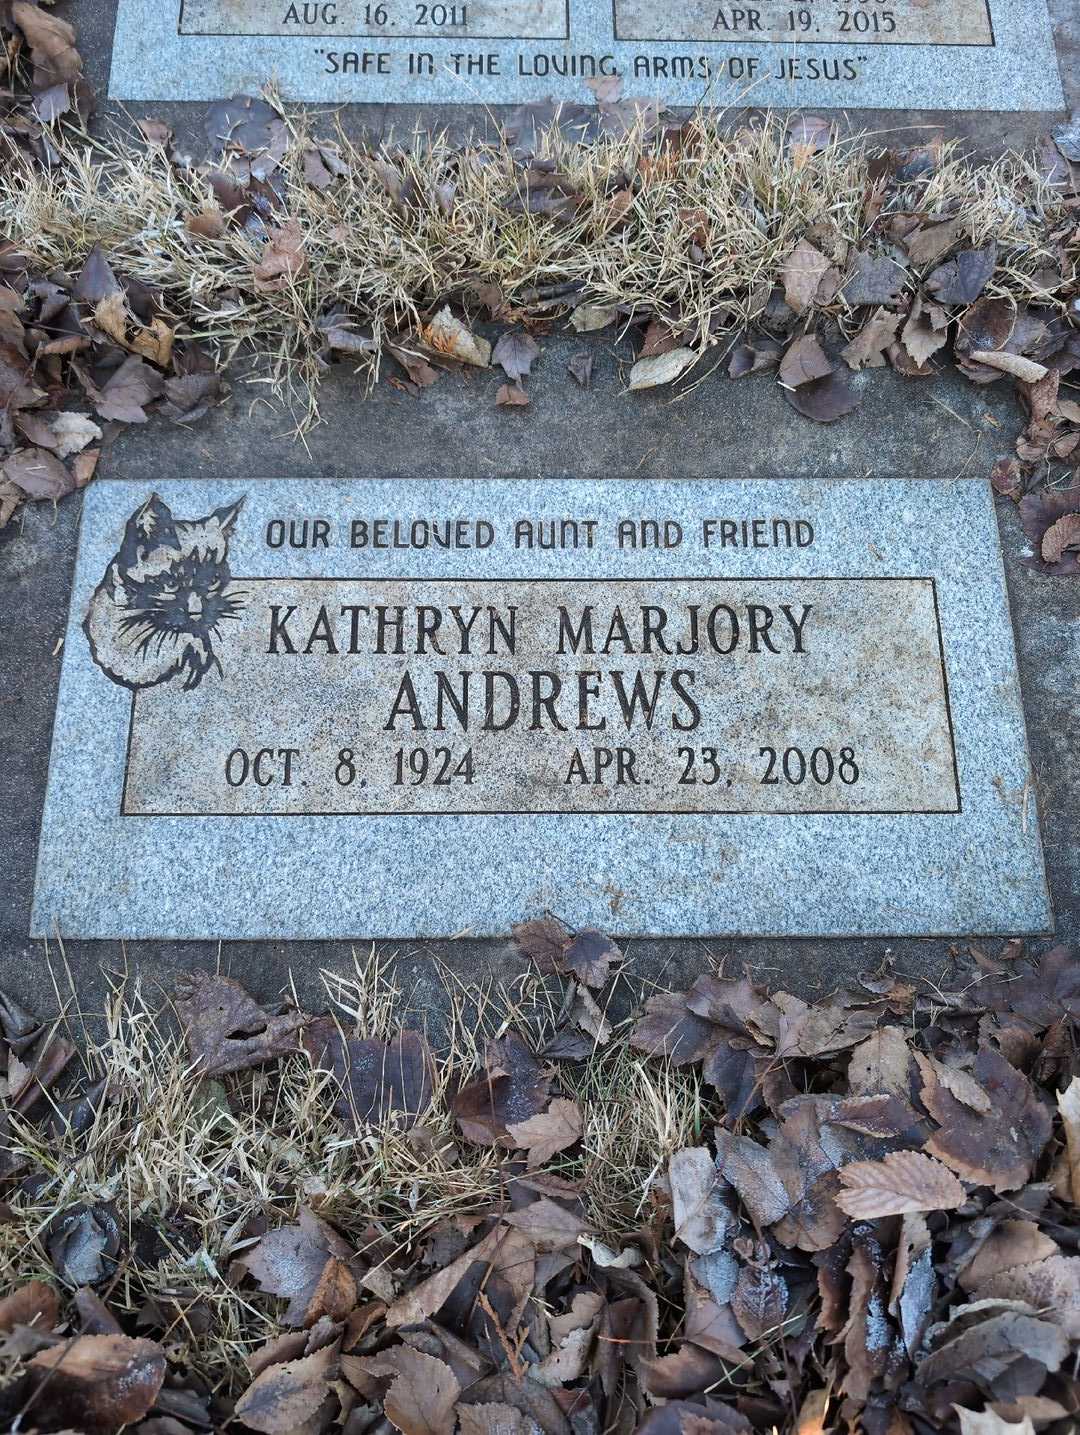 AUG. 16. 2011
APR. 19. 2015
"SAFE IN THE LOVING ARMS OF JESUS"
OUR BELOVED AUNT AND FRIEND
KATHRYN MARJORY
ANDREWS
OCT. 8, 1924 APR. 23, 2008